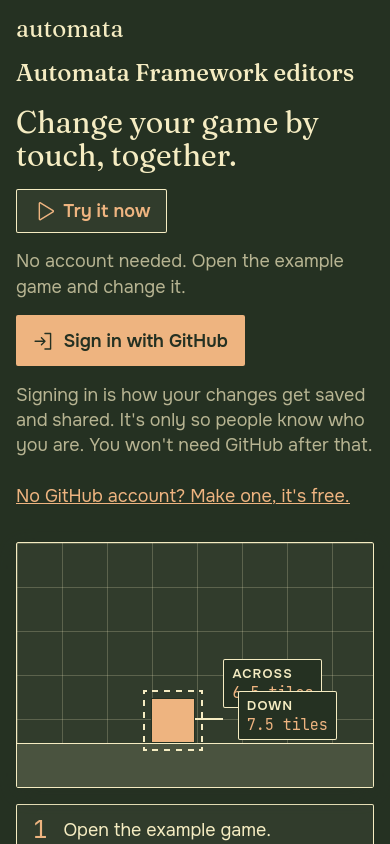 automata
Automata Framework editors
Change your game by
touch, together.
Try it now
No account needed. Open the example
game and change it.
Sign in with GitHub
Signing in is how your changes get saved
and shared. It's only so people know who
you are. You won't need GitHub after that.
No GitHub account? Make one, it's free.
ACROSS
DOWN
7.5 tiles
1 Open the example game.